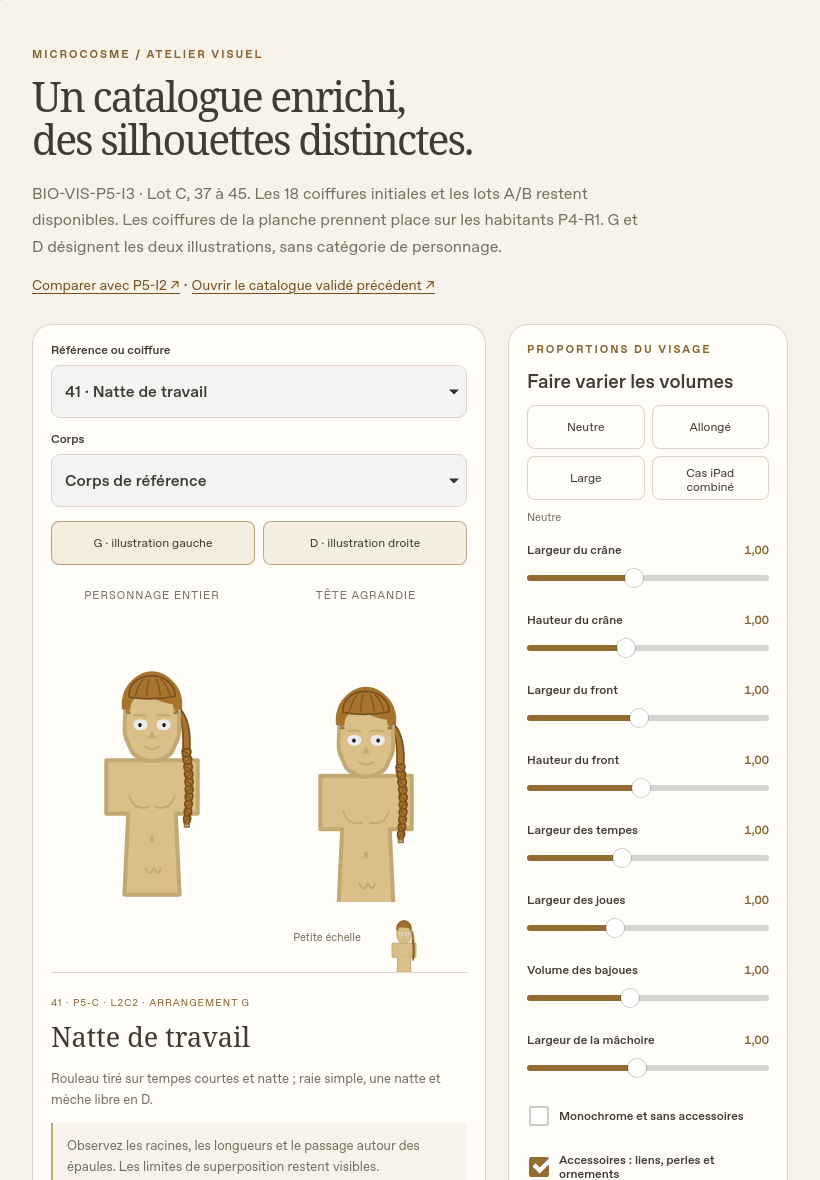 MICROCOSME / ATELIER VISUEL
Un catalogue enrichi,
des silhouettes distinctes.
BIO-VIS-P5-I3 · Lot C, 37 à 45. Les 18 coiffures initiales et les lots A/B restent
disponibles. Les coiffures de la planche prennent place sur les habitants P4-R1. G et
D désignent les deux illustrations, sans catégorie de personnage.
Comparer avec P5-I2 ↗ · Ouvrir le catalogue validé précédent ↗
Référence ou coiffure
41 · Natte de travail
Corps
Corps de référence
G · illustration gauche
D · illustration droite
PERSONNAGE ENTIER
TÊTE AGRANDIE
Petite échelle
41 · P5-C · L2C2 · ARRANGEMENT G
Natte de travail
Rouleau tiré sur tempes courtes et natte ; raie simple, une natte et
mèche libre en D.
Observez les racines, les longueurs et le passage autour des
épaules. Les limites de superposition restent visibles.
PROPORTIONS DU VISAGE
Faire varier les volumes
Neutre
Allongé
Large
Cas iPad
combiné
Neutre
Largeur du crâne 1,00
Hauteur du crâne 1,00
Largeur du front 1,00
Hauteur du front 1,00
Largeur des tempes 1,00
Largeur des joues 1,00
Volume des bajoues 1,00
Largeur de la mâchoire 1,00
Monochrome et sans accessoires
Accessoires : liens, perles et
ornements